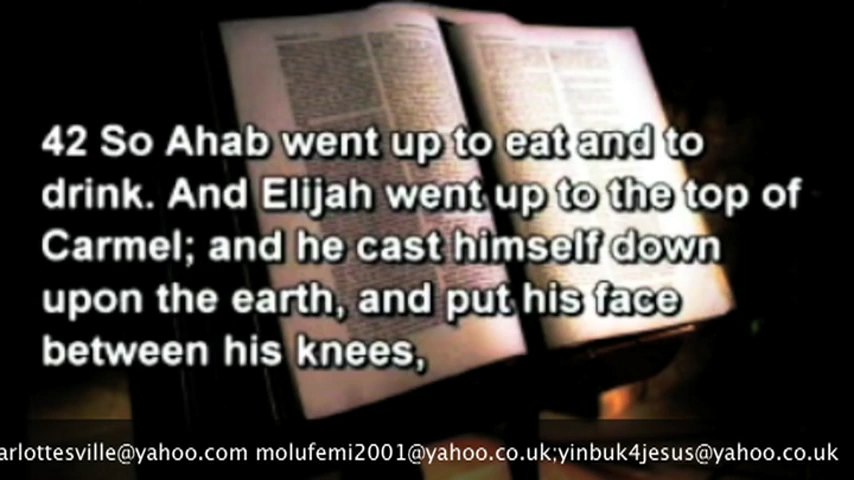 42 So Ahab went up to eat and to
drink. And Elijah went up to the top of
Carmel; and he cast himself down
upon the earth, and put his face
between his knees,
arlottesville@yahoo.com molufemi2001@yahoo.co.uk;yinbuk4jesus@yahoo.co.uk